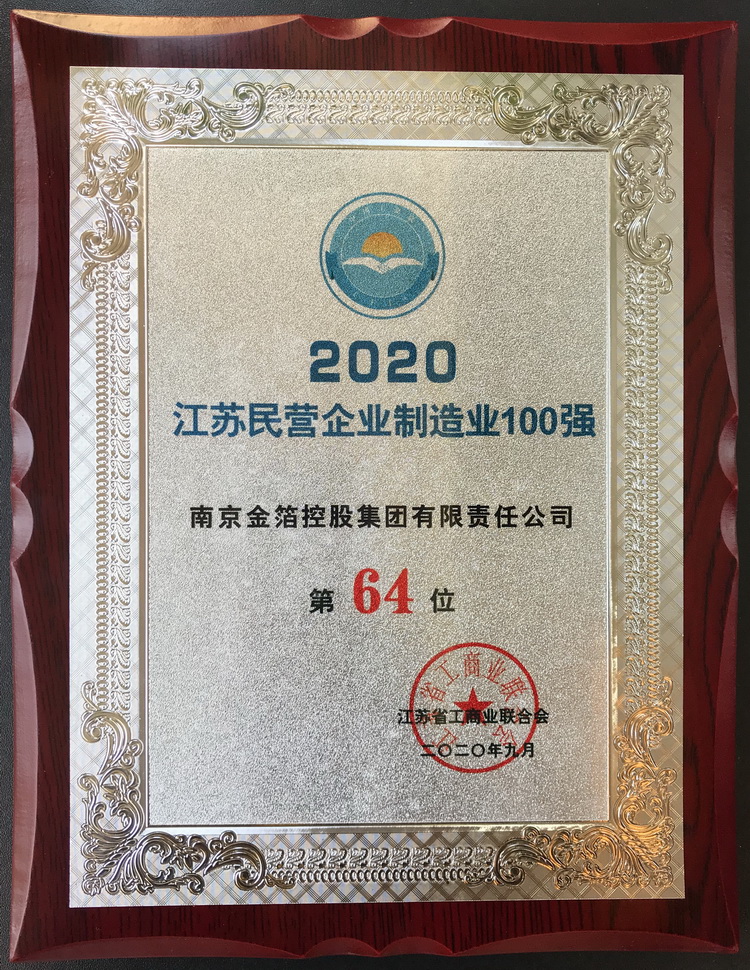 2020
江苏民营企业制造业100强
南京金箔控股集团有限责任公司
第 64 位
江苏省工商业联合会
二〇二〇年九月